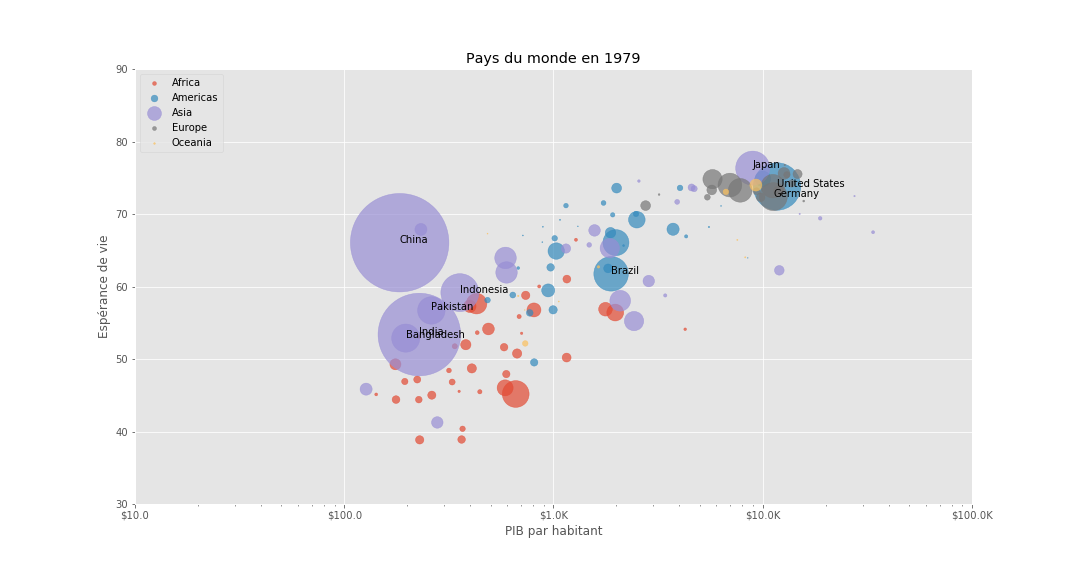 Pays du monde en 1979
90
80
70
60
50
40
30
Espérance de vie
Africa
Americas
Asia
Europe
Oceania
Japan
United States
Germany
China
Brazil
Indonesia
Pakistan
India
Bangladesh
$10.0
$100.0
$1.0K
$10.0K
$100.0K
PIB par habitant